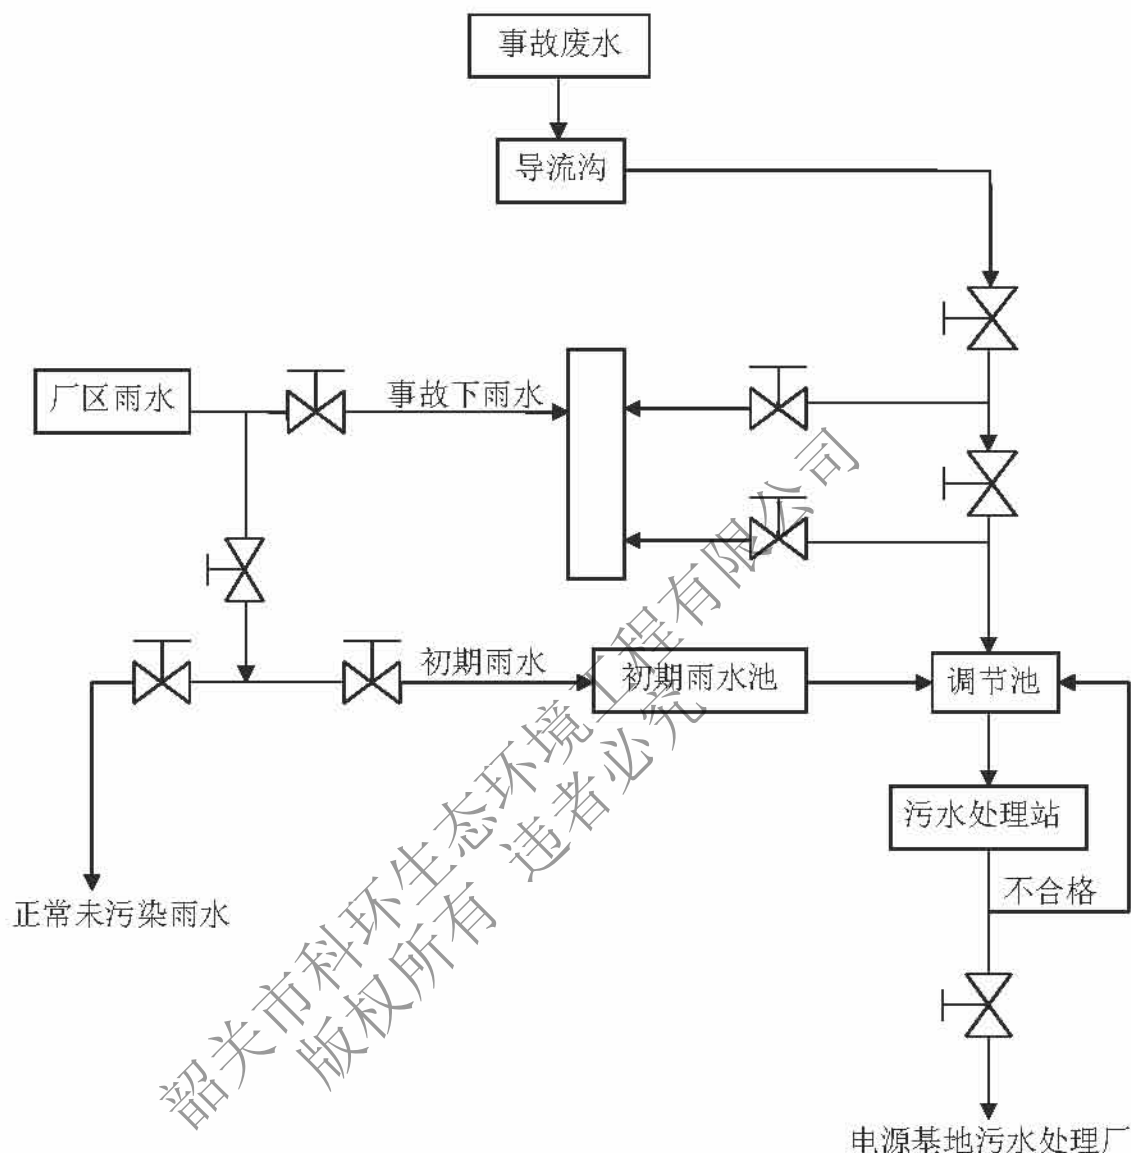 事故废水
导流沟
厂区雨水
事故下雨水
初期雨水
初期雨水池
调节池
污水处理站
不合格
正常未污染雨水
电源基地污水处理厂
韶关市科环生态环境工程有限公司
版权所有 违者必究